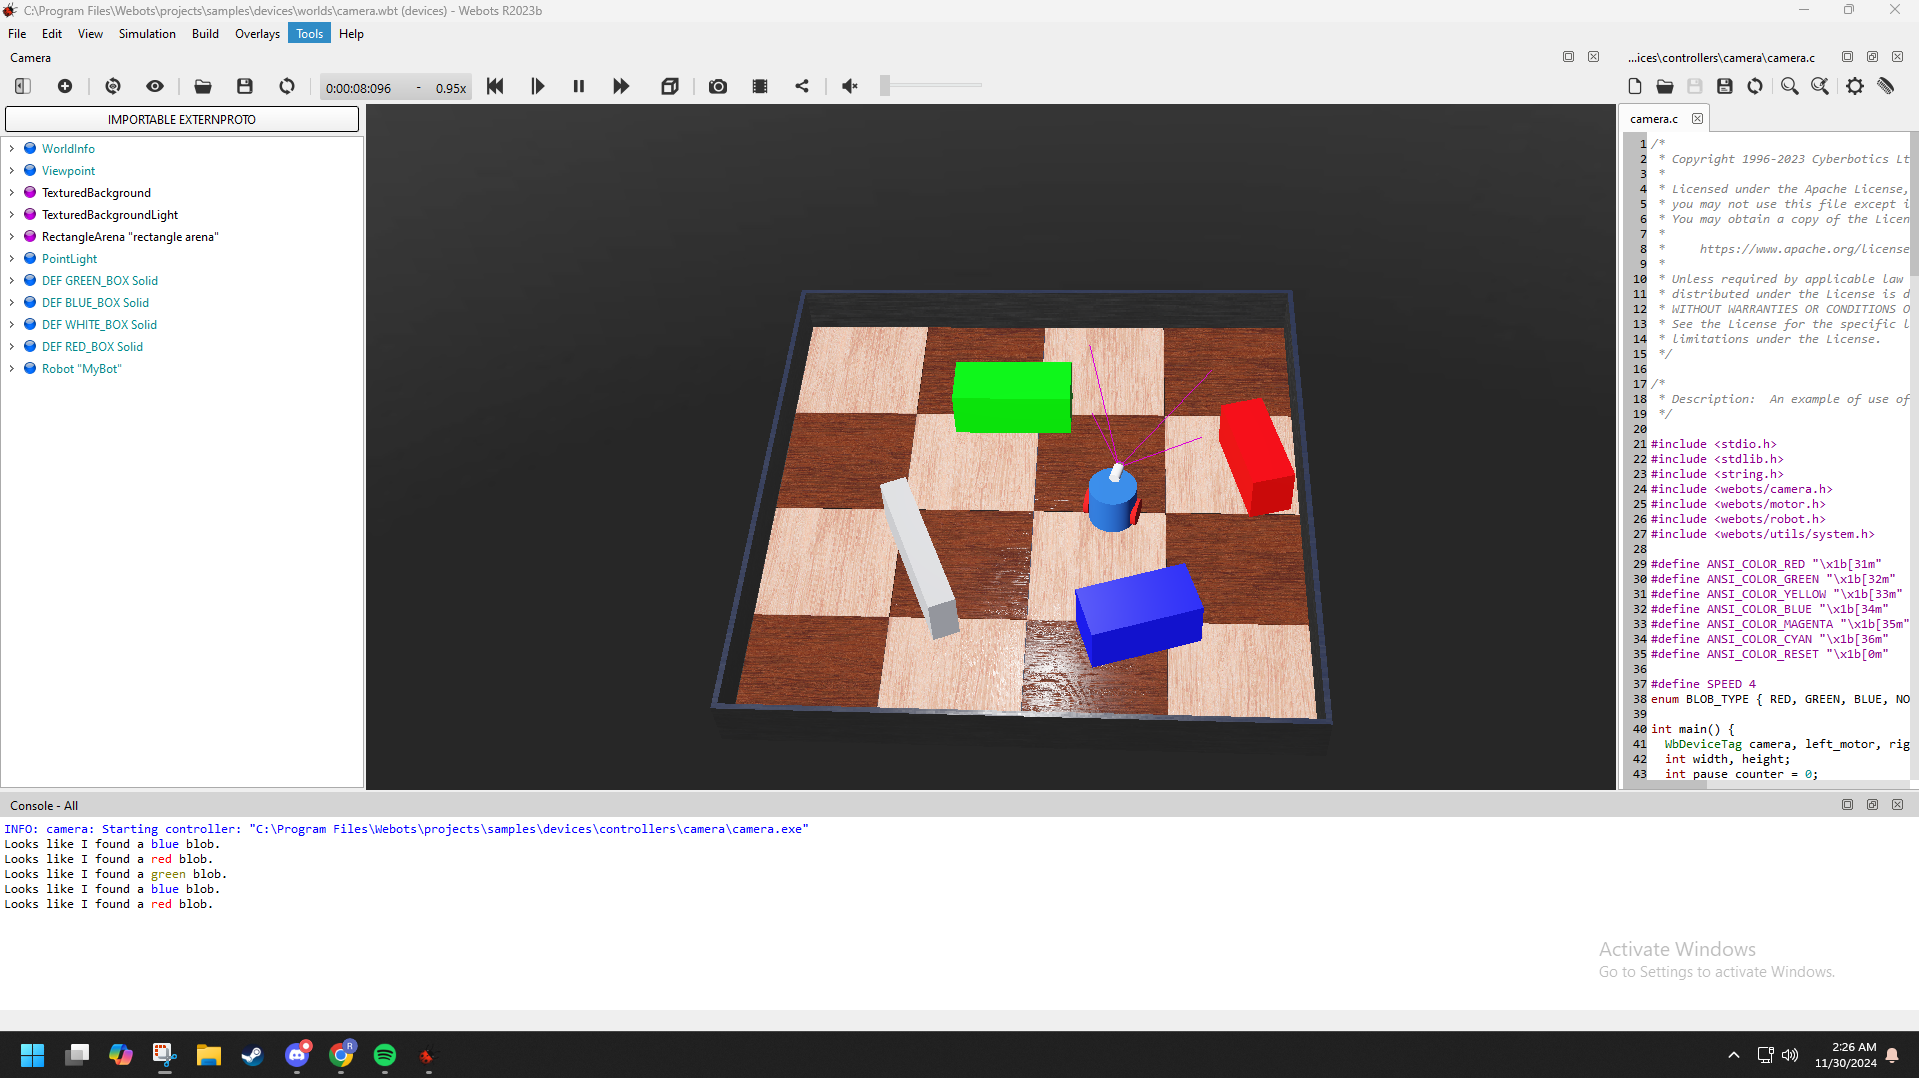 C:\Program Files\Webots\projects\samples\devices\worlds\camera.wbt (devices) - Webots R2023b
File Edit View Simulation Build Overlays Tools Help
Camera
...ices\controllers\camera\camera.c
0:00:08:096 - 0.95x
IMPORTABLE EXTERNPROTO
WorldInfo
Viewpoint
TexturedBackground
TexturedBackgroundLight
RectangleArena "rectangle arena"
PointLight
DEF GREEN_BOX Solid
DEF BLUE_BOX Solid
DEF WHITE_BOX Solid
DEF RED_BOX Solid
Robot "MyBot"
camera.c
1 /*
2 * Copyright 1996-2023 Cyberbotics Lt
3 *
4 * Licensed under the Apache License,
5 * you may not use this file except i
6 * You may obtain a copy of the Licen
7 *
8 * https://www.apache.org/license
9 *
10 * Unless required by applicable law
11 * distributed under the License is d
12 * WITHOUT WARRANTIES OR CONDITIONS O
13 * See the License for the specific l
14 * limitations under the License.
15 */
16
17 /*
18 * Description: An example of use of
19 */
20
21 #include <stdio.h>
22 #include <stdlib.h>
23 #include <string.h>
24 #include <webots/camera.h>
25 #include <webots/motor.h>
26 #include <webots/robot.h>
27 #include <webots/utils/system.h>
28
29 #define ANSI_COLOR_RED "\x1b[31m"
30 #define ANSI_COLOR_GREEN "\x1b[32m"
31 #define ANSI_COLOR_YELLOW "\x1b[33m"
32 #define ANSI_COLOR_BLUE "\x1b[34m"
33 #define ANSI_COLOR_MAGENTA "\x1b[35m"
34 #define ANSI_COLOR_CYAN "\x1b[36m"
35 #define ANSI_COLOR_RESET "\x1b[0m"
36
37 #define SPEED 4
38 enum BLOB_TYPE { RED, GREEN, BLUE, NO
39
40 int main() {
41 WbDeviceTag camera, left_motor, rig
42 int width, height;
43 int pause_counter = 0;
Console - All
INFO: camera: Starting controller: "C:\Program Files\Webots\projects\samples\devices\controllers\camera\camera.exe"
Looks like I found a blue blob.
Looks like I found a red blob.
Looks like I found a green blob.
Looks like I found a blue blob.
Looks like I found a red blob.
Activate Windows
Go to Settings to activate Windows.
R
2:26 AM
11/30/2024